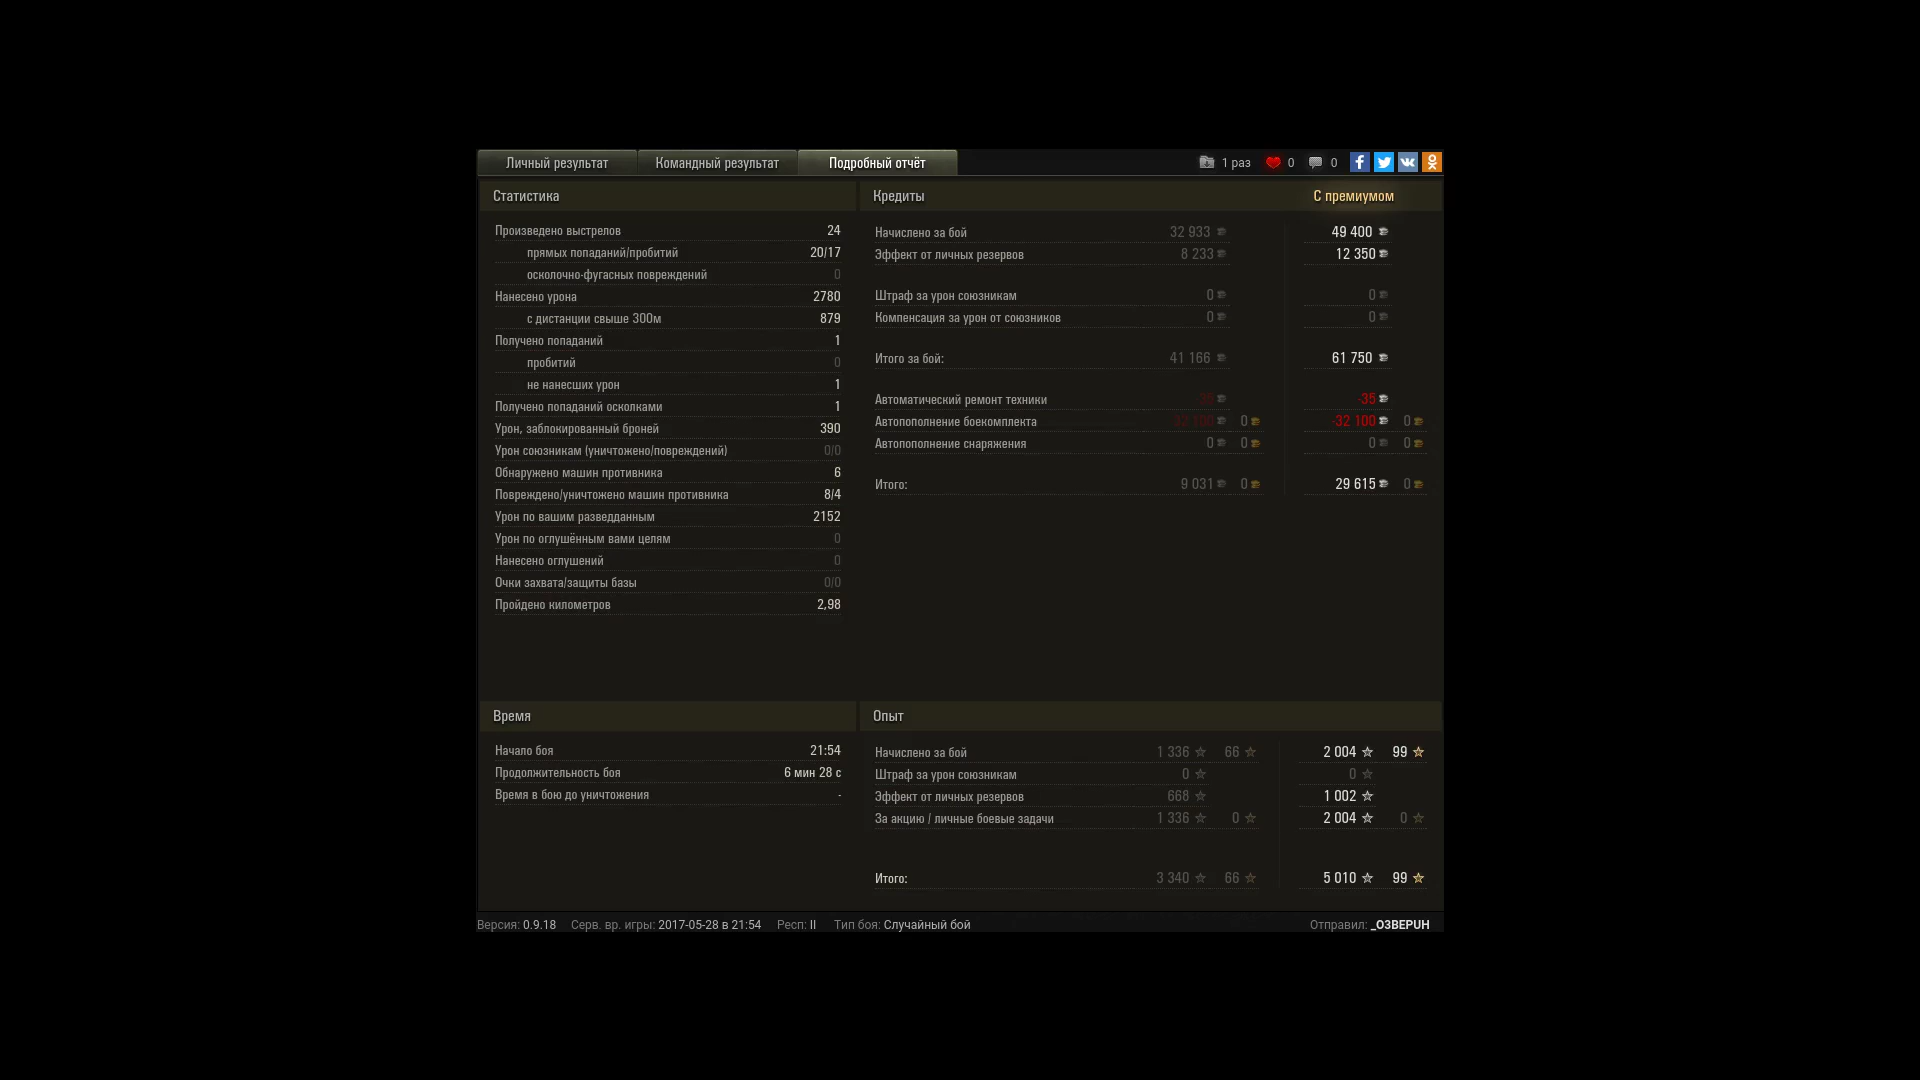 Личный результат Командный результат Подробный отчёт 1 раз 0 0
Статистика
Произведено выстрелов 24
прямых попаданий/пробитий 20/17
осколочно-фугасных повреждений 0
Нанесено урона 2780
с дистанции свыше 300м 879
Получено попаданий 1
пробитий 0
не нанесших урон 1
Получено попаданий осколками 1
Урон, заблокированный броней 390
Урон союзникам (уничтожено/повреждений) 0/0
Обнаружено машин противника 6
Повреждено/уничтожено машин противника 8/4
Урон по вашим разведданным 2152
Урон по оглушённым вами целям 0
Нанесено оглушений 0
Очки захвата/защиты базы 0/0
Пройдено километров 2,98
Кредиты С премиумом
Начислено за бой 32 933 49 400
Эффект от личных резервов 8 233 12 350
Штраф за урон союзникам 0 0
Компенсация за урон от союзников 0 0
Итого за бой: 41 166 61 750
Автоматический ремонт техники -35 -35
Автопополнение боекомплекта -32 100 0 -32 100 0
Автопополнение снаряжения 0 0 0 0
Итого: 9 031 0 29 615 0
Время
Начало боя 21:54
Продолжительность боя 6 мин 28 с
Время в бою до уничтожения -
Опыт
Начислено за бой 1 336 66 2 004 99
Штраф за урон союзникам 0 0
Эффект от личных резервов 668 1 002
За акцию / личные боевые задачи 1 336 0 2 004 0
Итого: 3 340 66 5 010 99
Версия: 0.9.18 Серв. вр. игры: 2017-05-28 в 21:54 Респ: II Тип боя: Случайный бой Отправил: _O3BEPUH